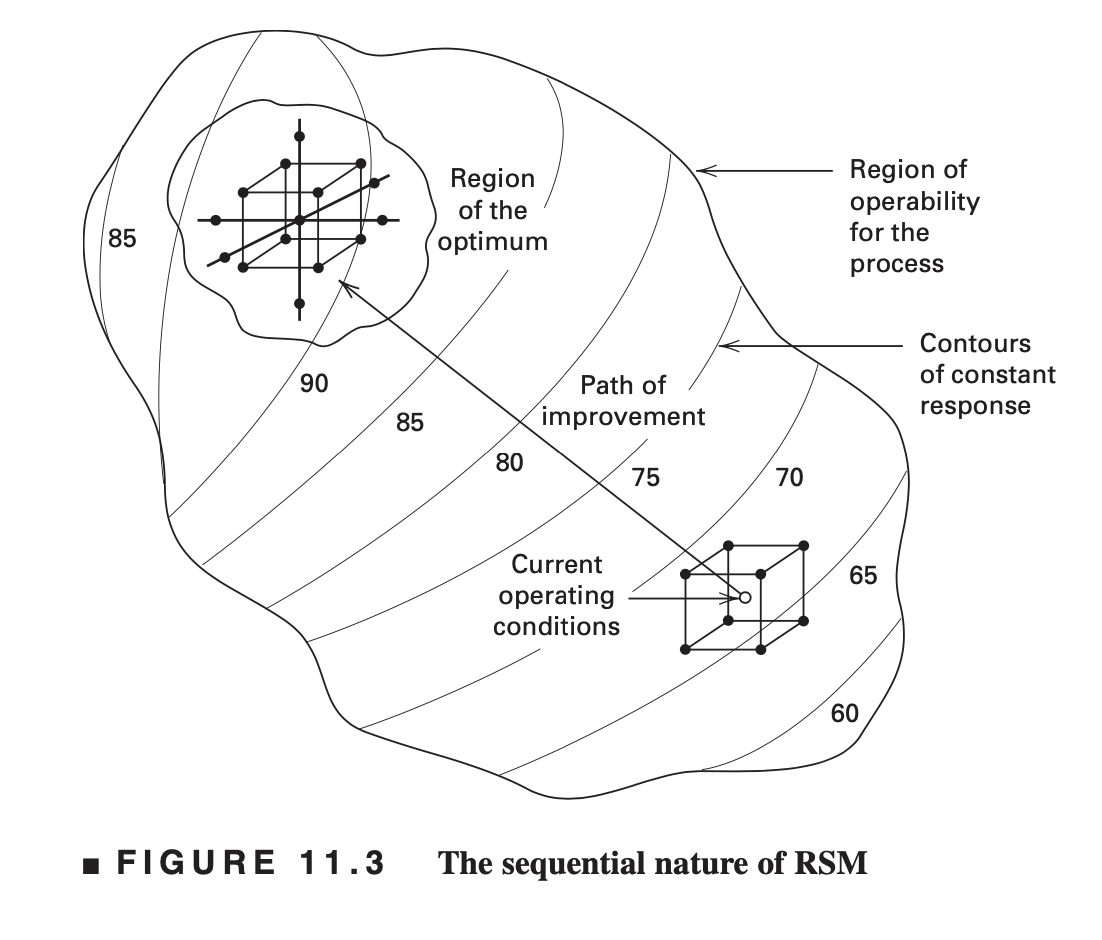 Region of
operability
for the
process
Region
of the
optimum
85
Contours
of constant
response
90
Path of
improvement
85
80
75
70
Current
operating
conditions
65
60
■ FIGURE 11.3 The sequential nature of RSM